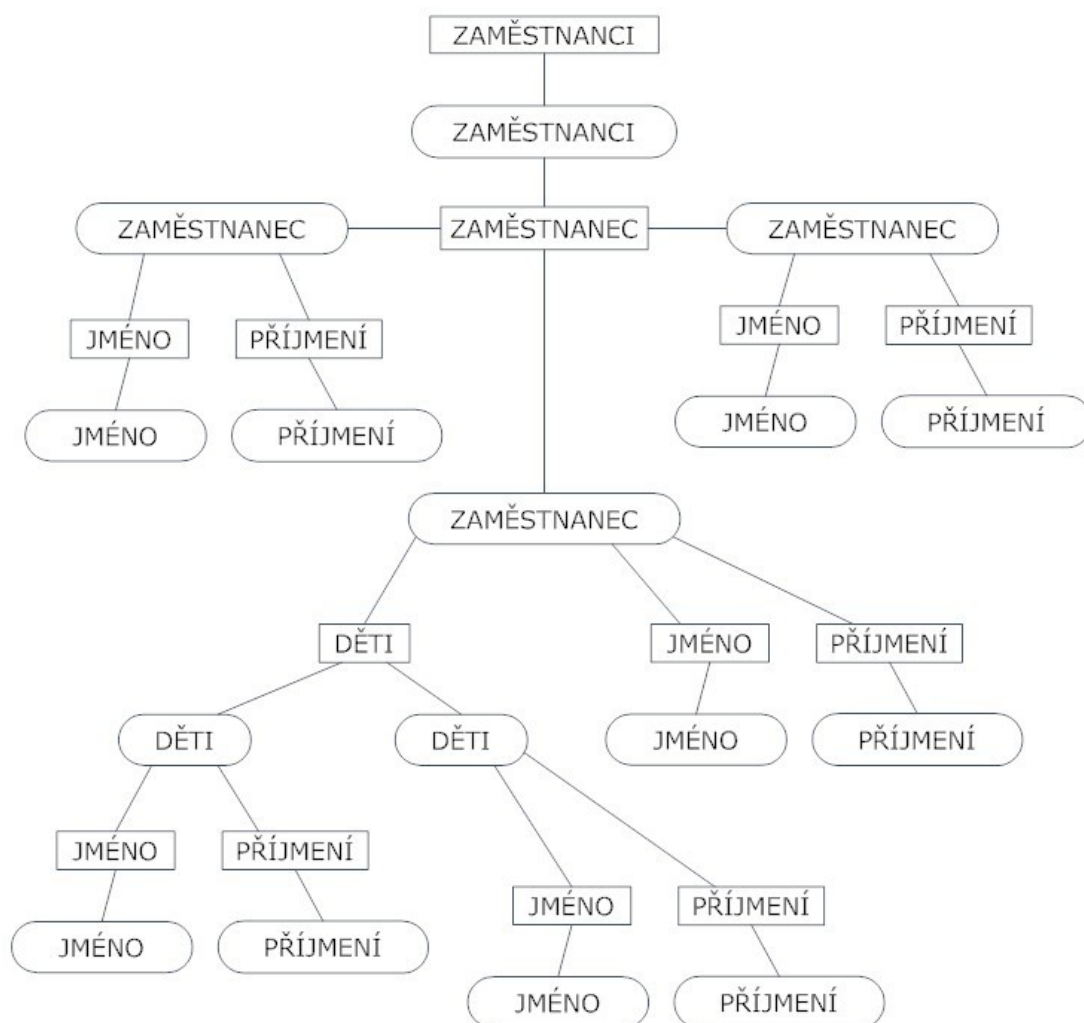 ZAMĚSTNANCI
ZAMĚSTNANCI
ZAMĚSTNANEC ZAMĚSTNANEC ZAMĚSTNANEC
JMÉNO PŘÍJMENÍ JMÉNO PŘÍJMENÍ
JMÉNO PŘÍJMENÍ JMÉNO PŘÍJMENÍ
ZAMĚSTNANEC
DĚTI JMÉNO PŘÍJMENÍ
DĚTI DĚTI JMÉNO PŘÍJMENÍ
JMÉNO PŘÍJMENÍ
JMÉNO PŘÍJMENÍ
JMÉNO PŘÍJMENÍ
JMÉNO PŘÍJMENÍ